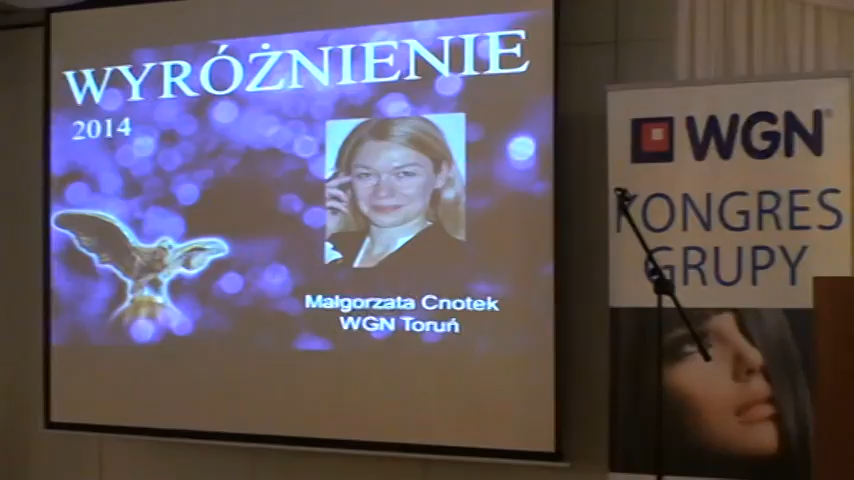 WYRÓŻNIENIE
2014
Małgorzata Cnotek
WGN Toruń
WGN®
KONGRES
GRUPY